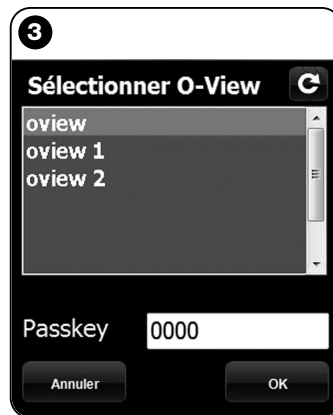 3
Sélectionner O-View
oview
oview 1
oview 2
Passkey 0000
Annuler OK